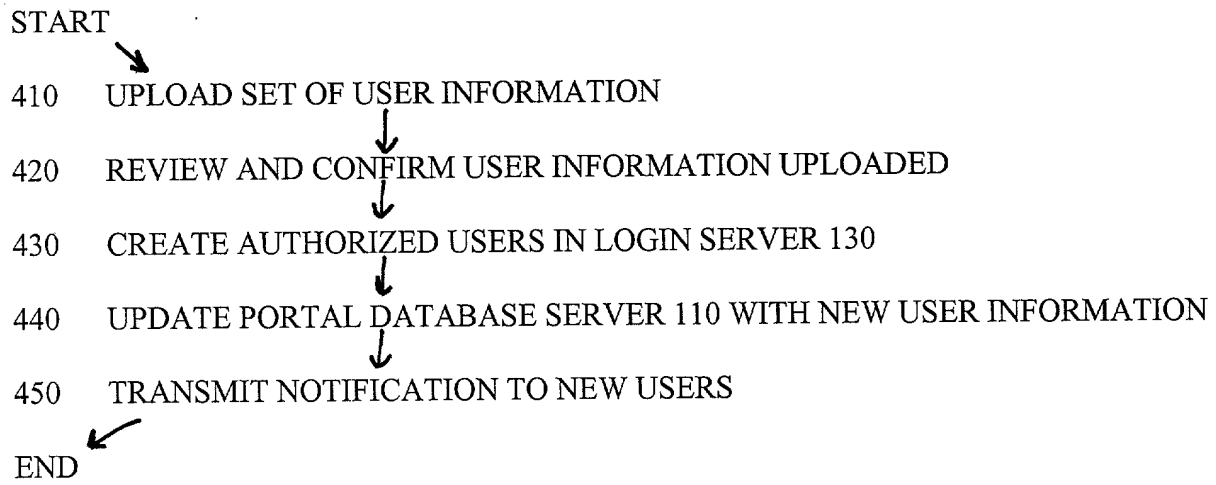 START
410 UPLOAD SET OF USER INFORMATION
420 REVIEW AND CONFIRM USER INFORMATION UPLOADED
430 CREATE AUTHORIZED USERS IN LOGIN SERVER 130
440 UPDATE PORTAL DATABASE SERVER 110 WITH NEW USER INFORMATION
450 TRANSMIT NOTIFICATION TO NEW USERS
END